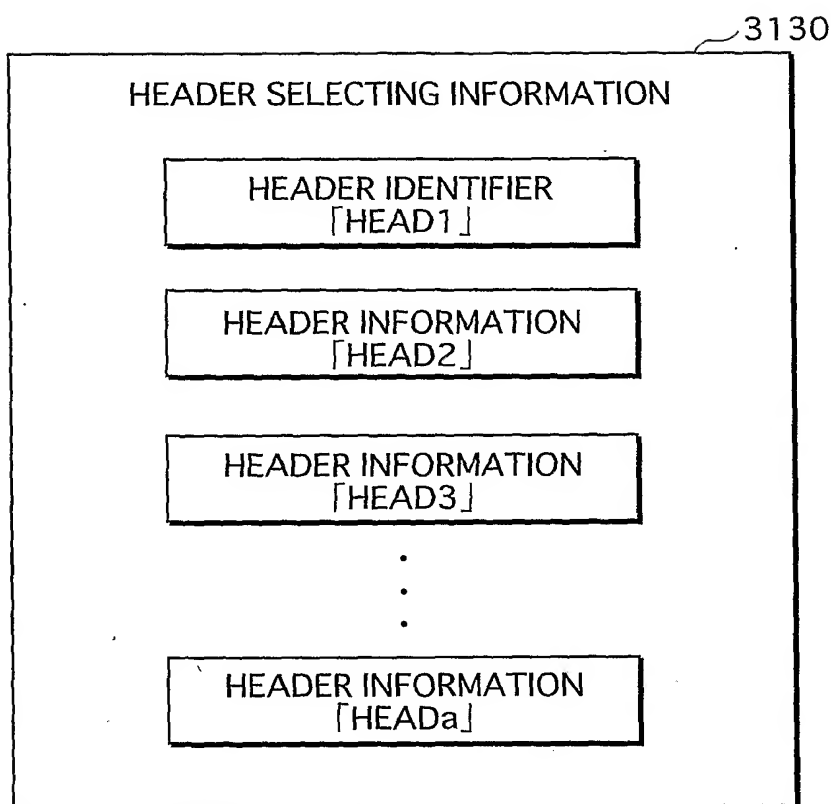 3130
HEADER SELECTING INFORMATION
HEADER IDENTIFIER
「HEAD1」
HEADER INFORMATION
「HEAD2」
HEADER INFORMATION
「HEAD3」
HEADER INFORMATION
「HEADa」